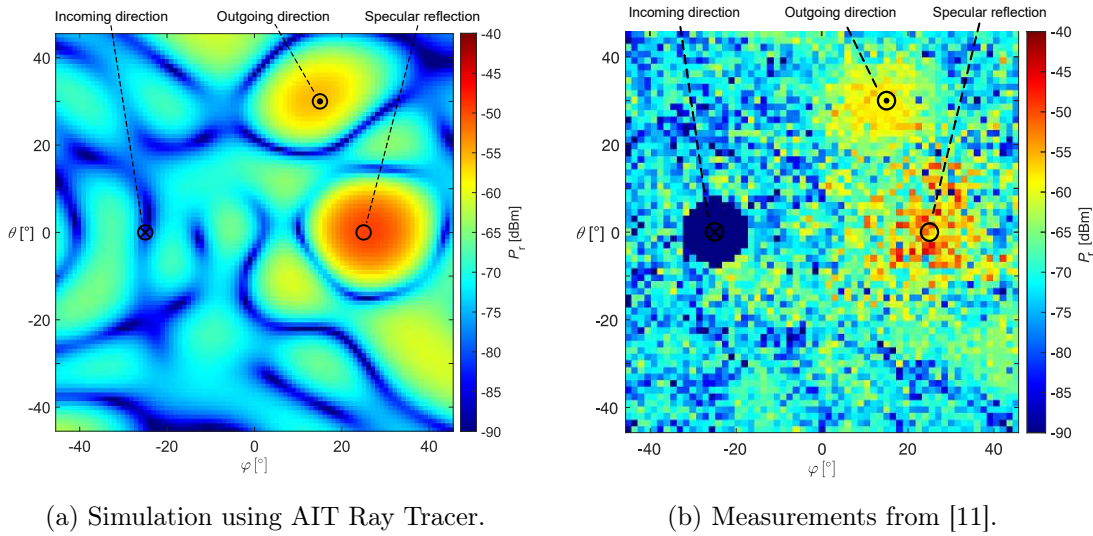 Incoming direction Outgoing direction Specular reflection
40
20
θ [°] 0
-20
-40
-40 -20 0 20 40
φ [°]
-40
-45
-50
-55
-60
-65
-70
-75
-80
-85
-90
P_r [dBm]
(a) Simulation using AIT Ray Tracer.
Incoming direction Outgoing direction Specular reflection
40
20
θ [°] 0
-20
-40
-40 -20 0 20 40
φ [°]
-40
-45
-50
-55
-60
-65
-70
-75
-80
-85
-90
P_r [dBm]
(b) Measurements from [11].